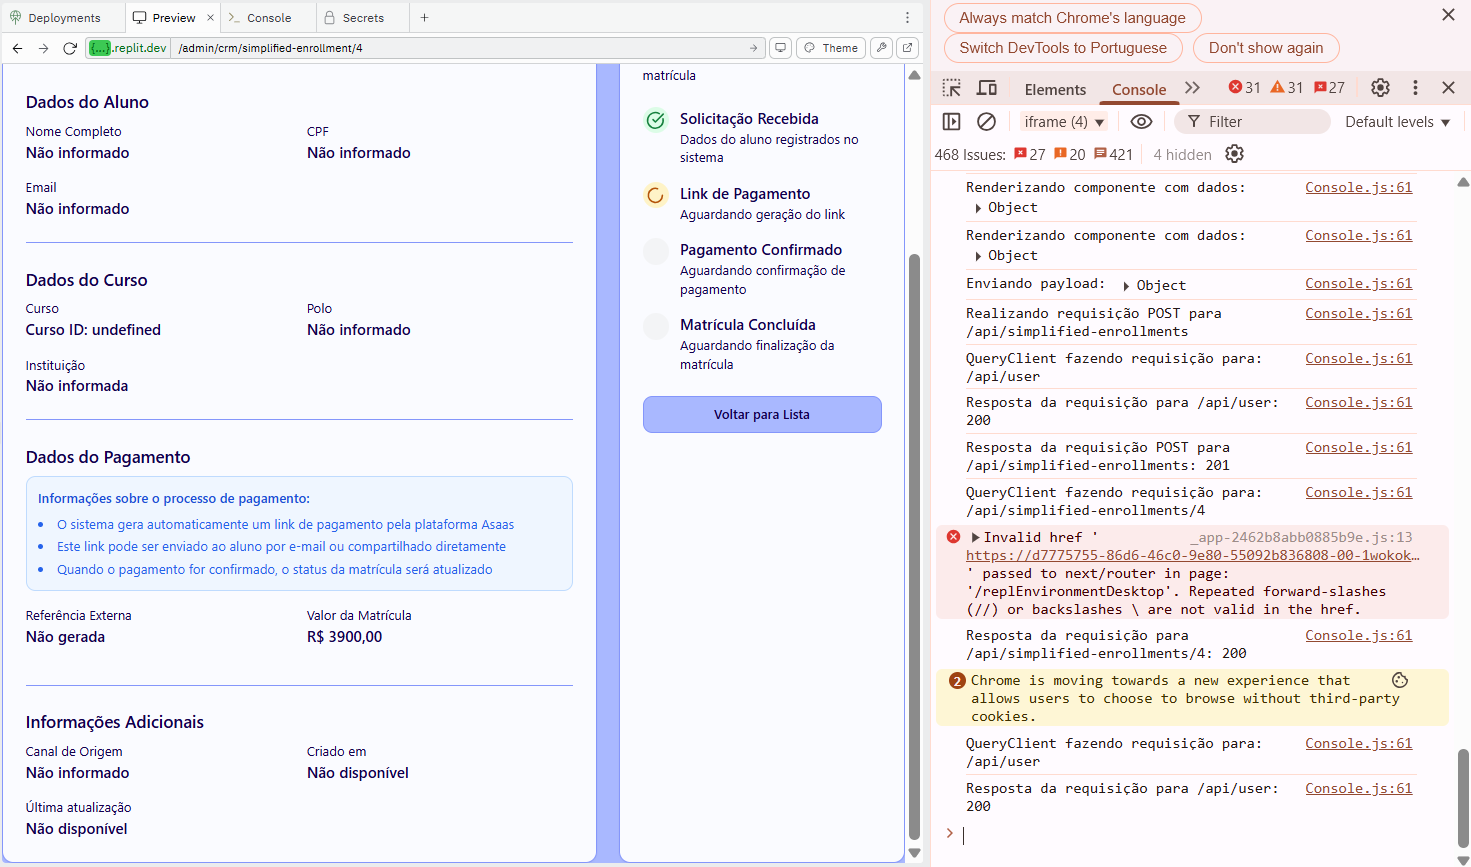 Deployments
Preview
Console
Secrets
{...}.replit.dev
/admin/crm/simplified-enrollment/4
Theme
Dados do Aluno
Nome Completo
Não informado
CPF
Não informado
Email
Não informado
Dados do Curso
Curso
Curso ID: undefined
Polo
Não informado
Instituição
Não informada
Dados do Pagamento
Informações sobre o processo de pagamento:
O sistema gera automaticamente um link de pagamento pela plataforma Asaas
Este link pode ser enviado ao aluno por e-mail ou compartilhado diretamente
Quando o pagamento for confirmado, o status da matrícula será atualizado
Referência Externa
Não gerada
Valor da Matrícula
R$ 3900,00
Informações Adicionais
Canal de Origem
Não informado
Criado em
Não disponível
Última atualização
Não disponível
matrícula
Solicitação Recebida
Dados do aluno registrados no
sistema
Link de Pagamento
Aguardando geração do link
Pagamento Confirmado
Aguardando confirmação de
pagamento
Matrícula Concluída
Aguardando finalização da
matrícula
Voltar para Lista
Always match Chrome's language
Switch DevTools to Portuguese
Don't show again
Elements
Console
31
31
27
iframe (4)
Filter
Default levels
468 Issues:
27
20
421
4 hidden
Renderizando componente com dados:
Console.js:61
Object
Renderizando componente com dados:
Console.js:61
Object
Enviando payload:
Object
Console.js:61
Realizando requisição POST para
Console.js:61
/api/simplified-enrollments
QueryClient fazendo requisição para:
Console.js:61
/api/user
Resposta da requisição para /api/user:
Console.js:61
200
Resposta da requisição POST para
Console.js:61
/api/simplified-enrollments: 201
QueryClient fazendo requisição para:
Console.js:61
/api/simplified-enrollments/4
Invalid href '
_app-2462b8abb0885b9e.js:13
https://d7775755-86d6-46c0-9e80-55092b836808-00-1wokok…
' passed to next/router in page:
'/replEnvironmentDesktop'. Repeated forward-slashes
(//) or backslashes \ are not valid in the href.
Resposta da requisição para
Console.js:61
/api/simplified-enrollments/4: 200
2
Chrome is moving towards a new experience that
allows users to choose to browse without third-party
cookies.
QueryClient fazendo requisição para:
Console.js:61
/api/user
Resposta da requisição para /api/user:
Console.js:61
200